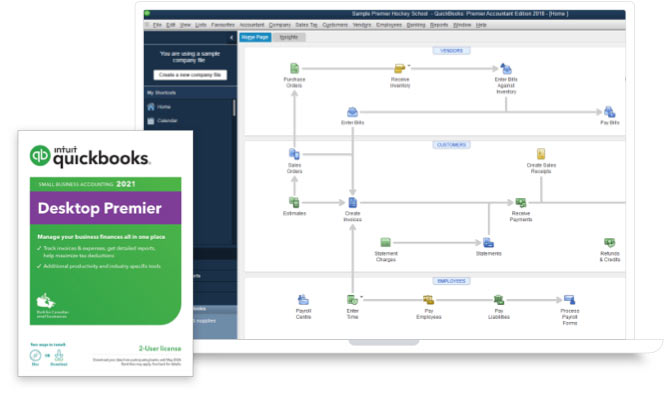 Sample Premier Hockey School - QuickBooks: Premier Accountant Edition 2018 - [Home ]
File Edit View Lists Favourites Accountant Company Sales Tax Customers Vendors Employees Banking Reports Window Help
Home Page
Insights
You are using a sample
company file
Create a new company file
My Shortcuts
Home
Calendar
VENDORS
Purchase
Orders
Receive
Inventory
Enter Bills
Against
Inventory
Enter Bills
Pay Bills
CUSTOMERS
Sales
Orders
Create Sales
Receipts
Estimates
Create
Invoices
Receive
Payments
Statement
Charges
Statements
Refunds
& Credits
EMPLOYEES
Payroll
Centre
Enter
Time
Pay
Employees
Pay
Liabilities
Process
Payroll
Forms
supplies
qb intuit
quickbooks.
SMALL BUSINESS ACCOUNTING 2021
Desktop Premier
Manage your business finances all in one place
✓ Track invoices & expenses, get detailed reports,
help maximize tax deductions
✓ Additional productivity and industry specific tools
Two ways to install
Disc OR Download
2-User license